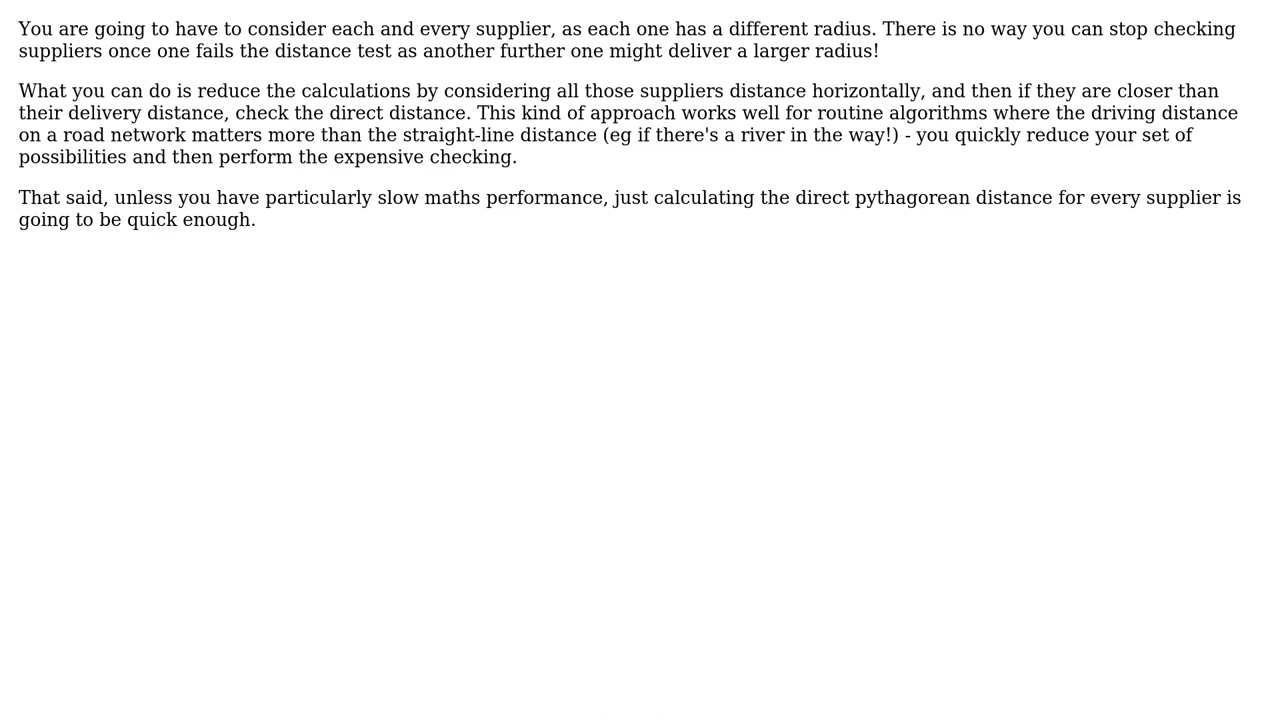 You are going to have to consider each and every supplier, as each one has a different radius. There is no way you can stop checking
suppliers once one fails the distance test as another further one might deliver a larger radius!
What you can do is reduce the calculations by considering all those suppliers distance horizontally, and then if they are closer than
their delivery distance, check the direct distance. This kind of approach works well for routine algorithms where the driving distance
on a road network matters more than the straight-line distance (eg if there's a river in the way!) - you quickly reduce your set of
possibilities and then perform the expensive checking.
That said, unless you have particularly slow maths performance, just calculating the direct pythagorean distance for every supplier is
going to be quick enough.